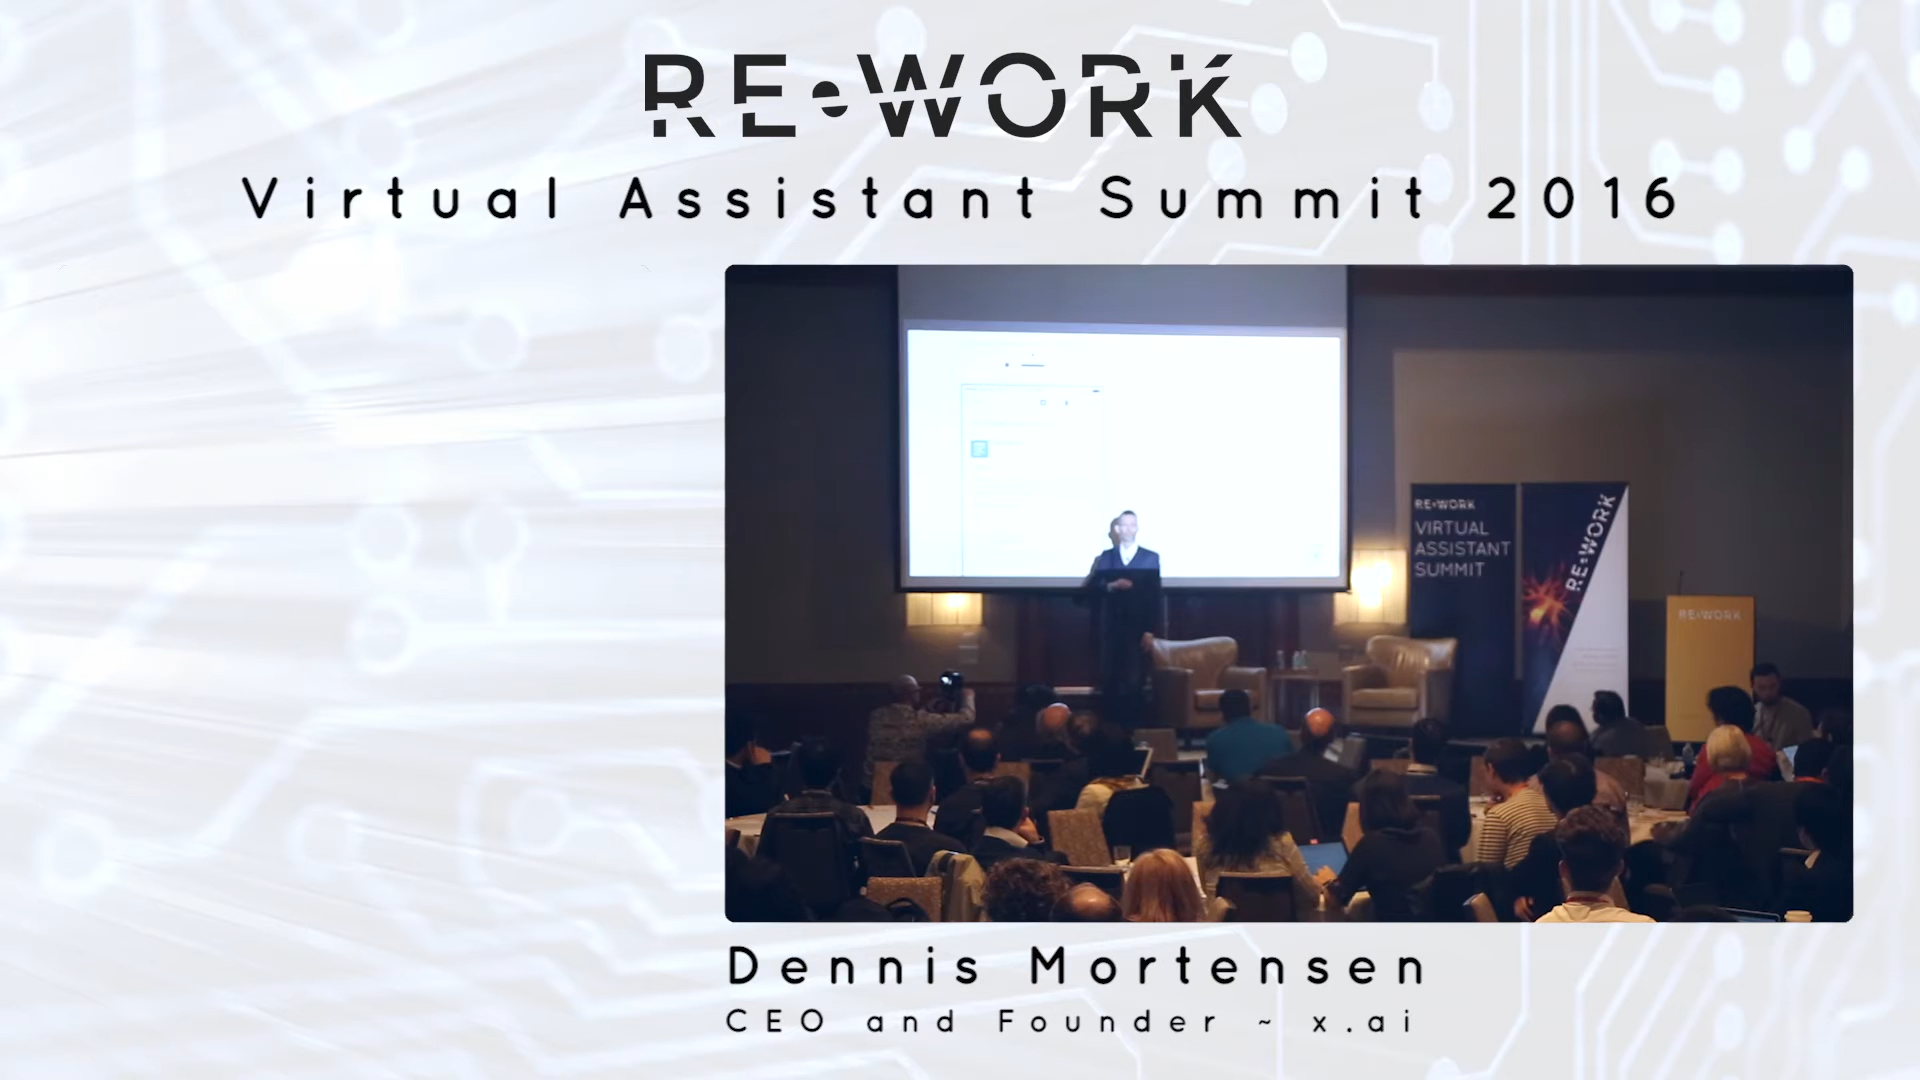 RE•WORK
Virtual Assistant Summit 2016
RE•WORK
VIRTUAL
ASSISTANT
SUMMIT
RE•WORK
RE•WORK
Dennis Mortensen
CEO and Founder ~ x.ai